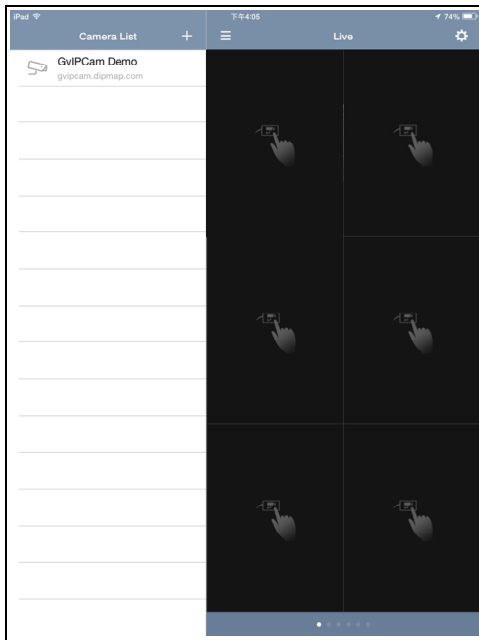 iPad
下午4:05
74%
Camera List
+
Live
GvIPCam Demo
gvipcam.dipmap.com